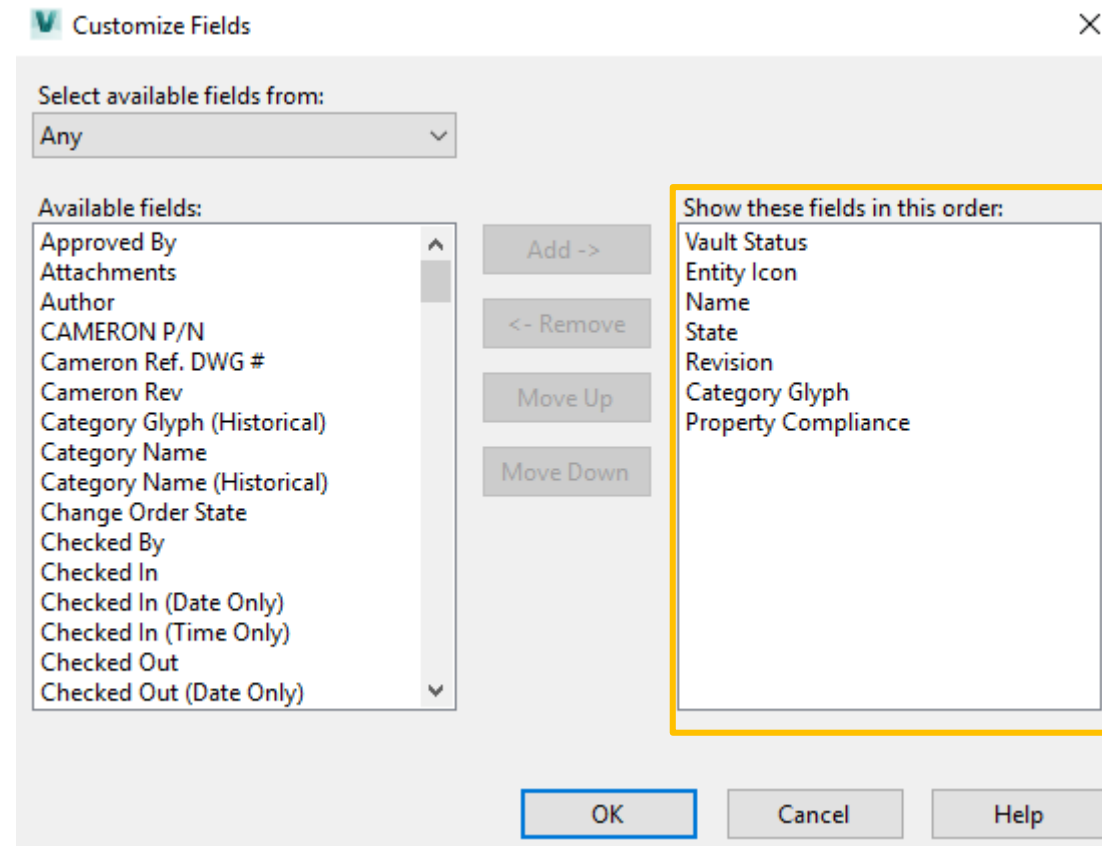 Customize Fields
Select available fields from:
Any
Available fields:
Approved By
Attachments
Author
CAMERON P/N
Cameron Ref. DWG #
Cameron Rev
Category Glyph (Historical)
Category Name
Category Name (Historical)
Change Order State
Checked By
Checked In
Checked In (Date Only)
Checked In (Time Only)
Checked Out
Checked Out (Date Only)
Add ->
<- Remove
Move Up
Move Down
Show these fields in this order:
Vault Status
Entity Icon
Name
State
Revision
Category Glyph
Property Compliance
OK
Cancel
Help